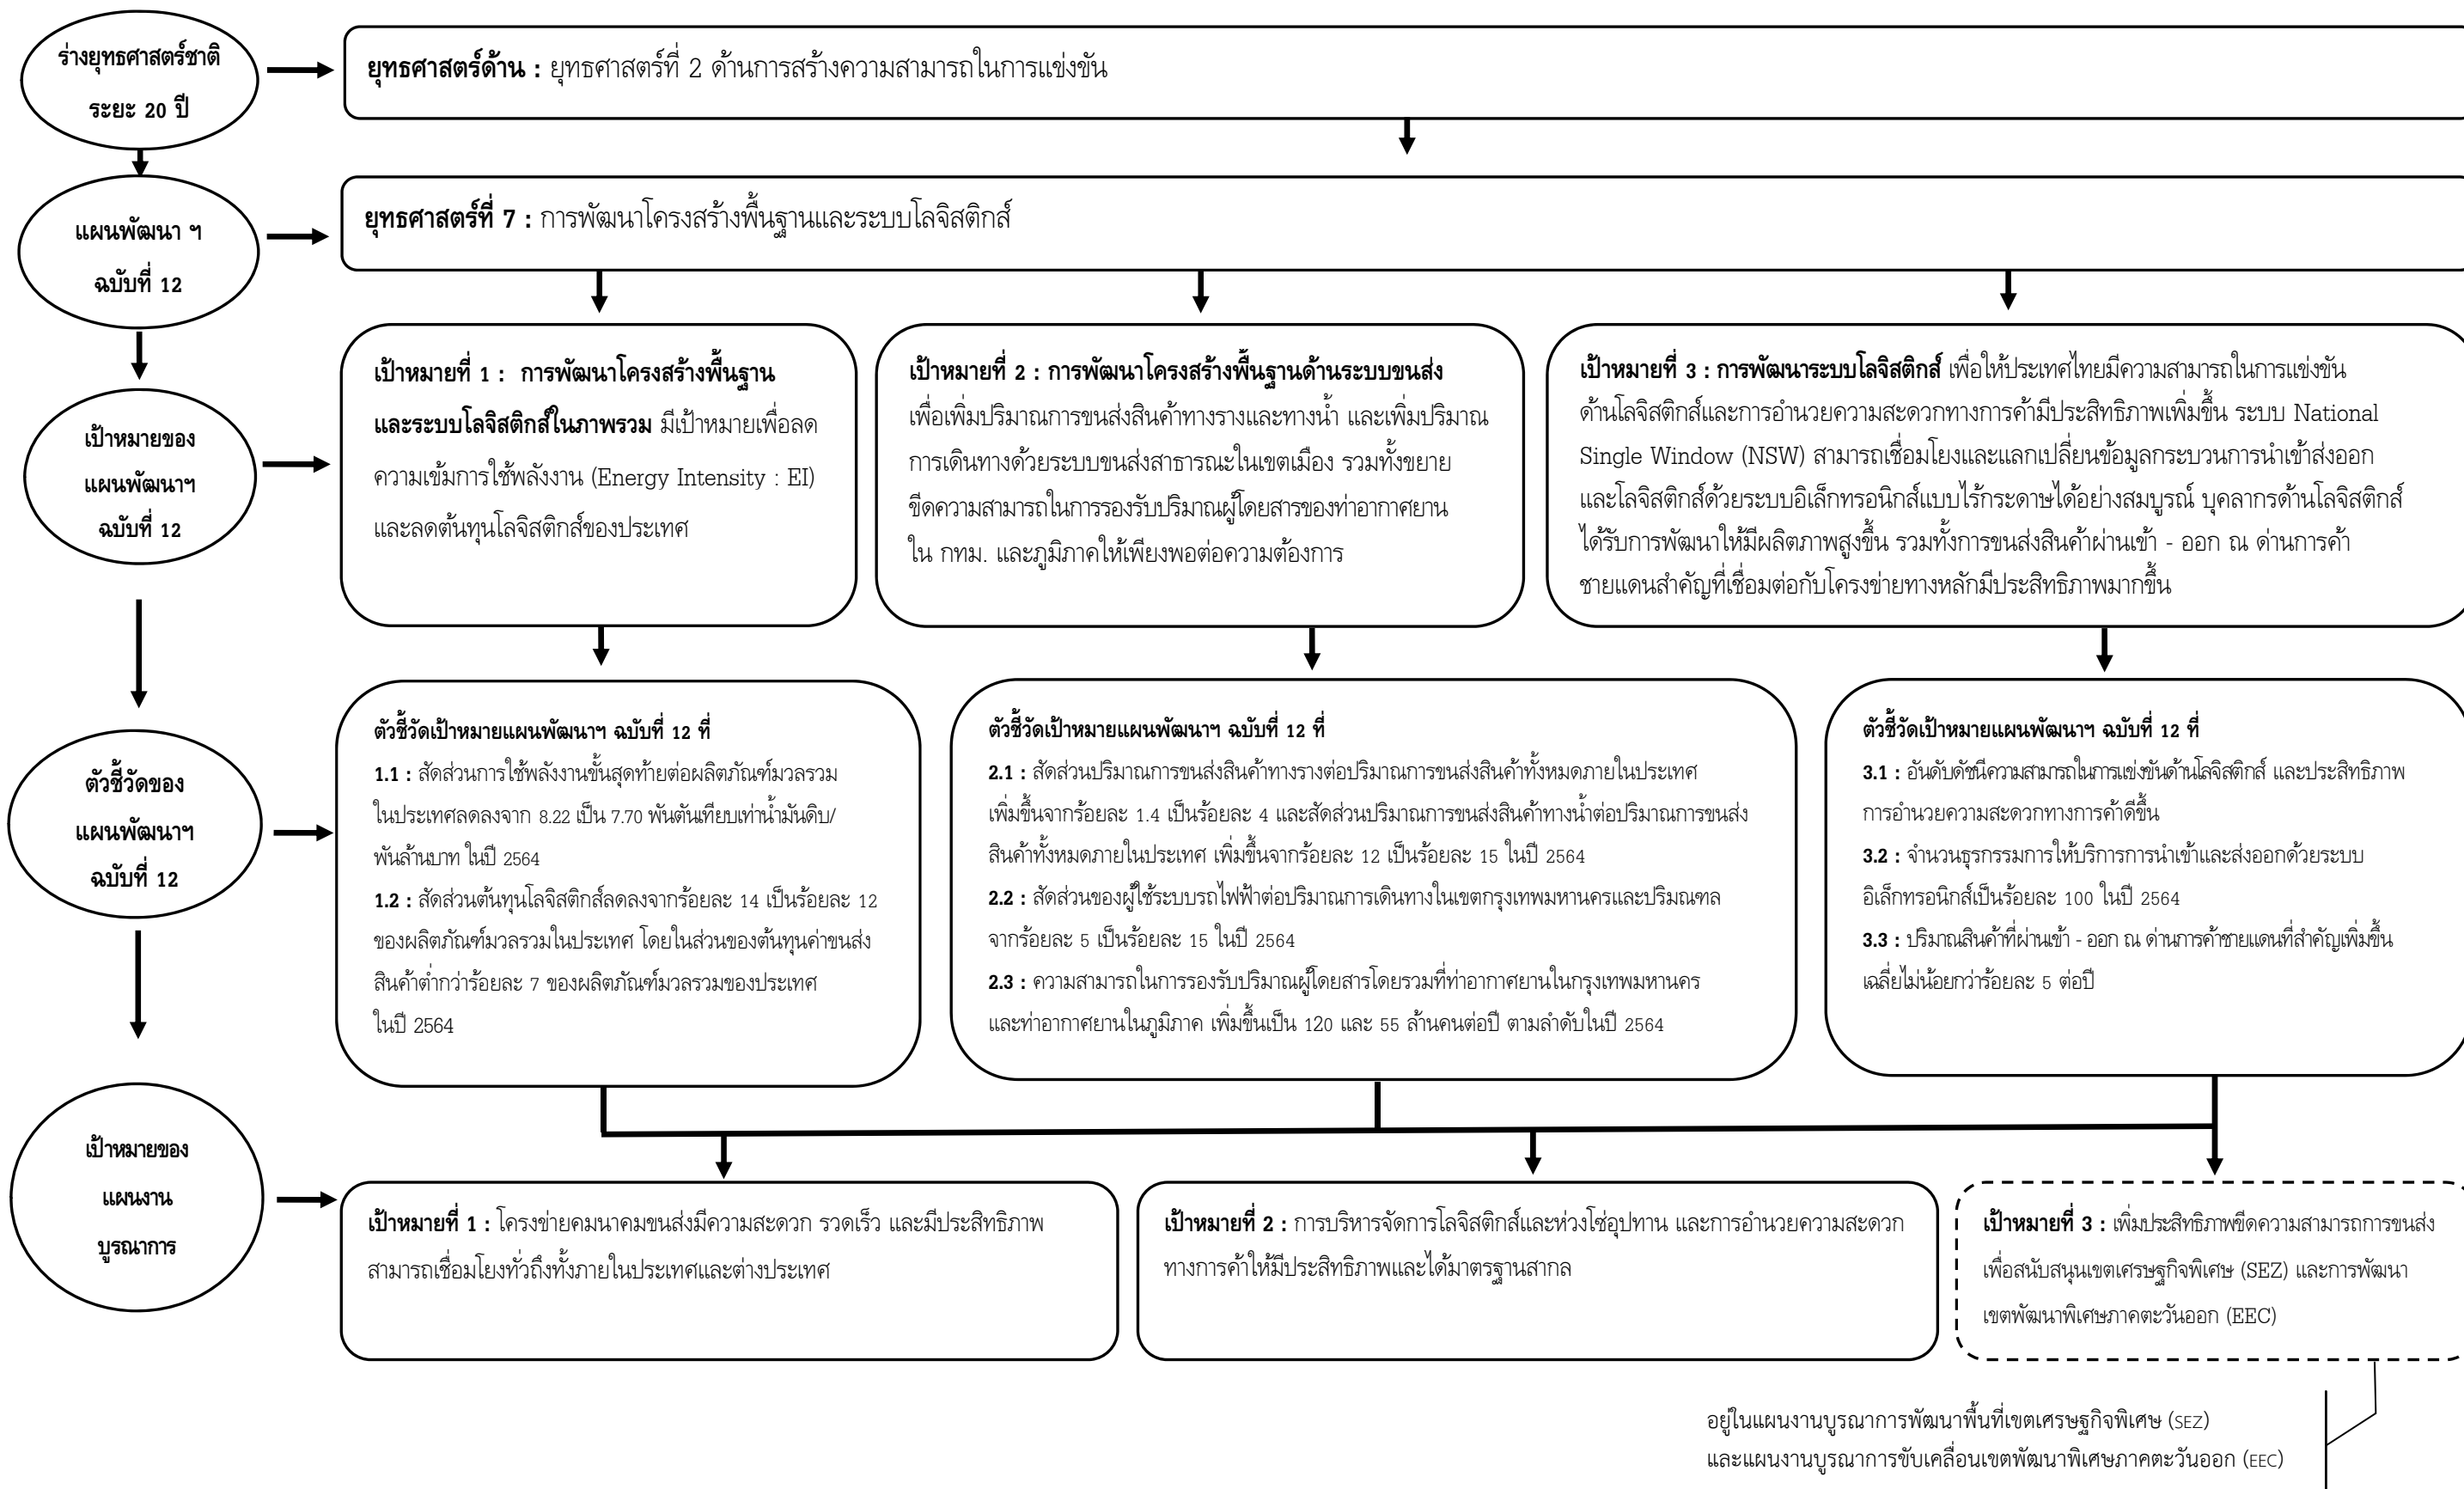 ร่างยุทธศาสตร์ชาติ
ระยะ 20 ปี
ยุทธศาสตร์ด้าน : ยุทธศาสตร์ที่ 2 ด้านการสร้างความสามารถในการแข่งขัน
แผนพัฒนา ฯ
ฉบับที่ 12
ยุทธศาสตร์ที่ 7 : การพัฒนาโครงสร้างพื้นฐานและระบบโลจิสติกส์
เป้าหมายของ
แผนพัฒนาฯ
ฉบับที่ 12
เป้าหมายที่ 1 : การพัฒนาโครงสร้างพื้นฐาน
และระบบโลจิสติกส์ในภาพรวม มีเป้าหมายเพื่อลด
ความเข้มการใช้พลังงาน (Energy Intensity : EI)
และลดต้นทุนโลจิสติกส์ของประเทศ
เป้าหมายที่ 2 : การพัฒนาโครงสร้างพื้นฐานด้านระบบขนส่ง
เพื่อเพิ่มปริมาณการขนส่งสินค้าทางรางและทางน้ำ และเพิ่มปริมาณ
การเดินทางด้วยระบบขนส่งสาธารณะในเขตเมือง รวมทั้งขยาย
ขีดความสามารถในการรองรับปริมาณผู้โดยสารของท่าอากาศยาน
ใน กทม. และภูมิภาคให้เพียงพอต่อความต้องการ
เป้าหมายที่ 3 : การพัฒนาระบบโลจิสติกส์ เพื่อให้ประเทศไทยมีความสามารถในการแข่งขัน
ด้านโลจิสติกส์และการอำนวยความสะดวกทางการค้ามีประสิทธิภาพเพิ่มขึ้น ระบบ National
Single Window (NSW) สามารถเชื่อมโยงและแลกเปลี่ยนข้อมูลกระบวนการนำเข้าส่งออก
และโลจิสติกส์ด้วยระบบอิเล็กทรอนิกส์แบบไร้กระดาษได้อย่างสมบูรณ์ บุคลากรด้านโลจิสติกส์
ได้รับการพัฒนาให้มีผลิตภาพสูงขึ้น รวมทั้งการขนส่งสินค้าผ่านเข้า - ออก ณ ด่านการค้า
ชายแดนสำคัญที่เชื่อมต่อกับโครงข่ายทางหลักมีประสิทธิภาพมากขึ้น
ตัวชี้วัดของ
แผนพัฒนาฯ
ฉบับที่ 12
ตัวชี้วัดเป้าหมายแผนพัฒนาฯ ฉบับที่ 12 ที่
1.1 : สัดส่วนการใช้พลังงานขั้นสุดท้ายต่อผลิตภัณฑ์มวลรวม
ในประเทศลดลงจาก 8.22 เป็น 7.70 พันตันเทียบเท่าน้ำมันดิบ/
พันล้านบาท ในปี 2564
1.2 : สัดส่วนต้นทุนโลจิสติกส์ลดลงจากร้อยละ 14 เป็นร้อยละ 12
ของผลิตภัณฑ์มวลรวมในประเทศ โดยในส่วนของต้นทุนค่าขนส่ง
สินค้าต่ำกว่าร้อยละ 7 ของผลิตภัณฑ์มวลรวมของประเทศ
ในปี 2564
ตัวชี้วัดเป้าหมายแผนพัฒนาฯ ฉบับที่ 12 ที่
2.1 : สัดส่วนปริมาณการขนส่งสินค้าทางรางต่อปริมาณการขนส่งสินค้าทั้งหมดภายในประเทศ
เพิ่มขึ้นจากร้อยละ 1.4 เป็นร้อยละ 4 และสัดส่วนปริมาณการขนส่งสินค้าทางน้ำต่อปริมาณการขนส่ง
สินค้าทั้งหมดภายในประเทศ เพิ่มขึ้นจากร้อยละ 12 เป็นร้อยละ 15 ในปี 2564
2.2 : สัดส่วนของผู้ใช้ระบบรถไฟฟ้าต่อปริมาณการเดินทางในเขตกรุงเทพมหานครและปริมณฑล
จากร้อยละ 5 เป็นร้อยละ 15 ในปี 2564
2.3 : ความสามารถในการรองรับปริมาณผู้โดยสารโดยรวมที่ท่าอากาศยานในกรุงเทพมหานคร
และท่าอากาศยานในภูมิภาค เพิ่มขึ้นเป็น 120 และ 55 ล้านคนต่อปี ตามลำดับในปี 2564
ตัวชี้วัดเป้าหมายแผนพัฒนาฯ ฉบับที่ 12 ที่
3.1 : อันดับดัชนีความสามารถในการแข่งขันด้านโลจิสติกส์ และประสิทธิภาพ
การอำนวยความสะดวกทางการค้าดีขึ้น
3.2 : จำนวนธุรกรรมการให้บริการการนำเข้าและส่งออกด้วยระบบ
อิเล็กทรอนิกส์เป็นร้อยละ 100 ในปี 2564
3.3 : ปริมาณสินค้าที่ผ่านเข้า - ออก ณ ด่านการค้าชายแดนที่สำคัญเพิ่มขึ้น
เฉลี่ยไม่น้อยกว่าร้อยละ 5 ต่อปี
เป้าหมายของ
แผนงาน
บูรณาการ
เป้าหมายที่ 1 : โครงข่ายคมนาคมขนส่งมีความสะดวก รวดเร็ว และมีประสิทธิภาพ
สามารถเชื่อมโยงทั่วถึงทั้งภายในประเทศและต่างประเทศ
เป้าหมายที่ 2 : การบริหารจัดการโลจิสติกส์และห่วงโซ่อุปทาน และการอำนวยความสะดวก
ทางการค้าให้มีประสิทธิภาพและได้มาตรฐานสากล
เป้าหมายที่ 3 : เพิ่มประสิทธิภาพขีดความสามารถการขนส่ง
เพื่อสนับสนุนเขตเศรษฐกิจพิเศษ (SEZ) และการพัฒนา
เขตพัฒนาพิเศษภาคตะวันออก (EEC)
อยู่ในแผนงานบูรณาการพัฒนาพื้นที่เขตเศรษฐกิจพิเศษ (SEZ)
และแผนงานบูรณาการขับเคลื่อนเขตพัฒนาพิเศษภาคตะวันออก (EEC)